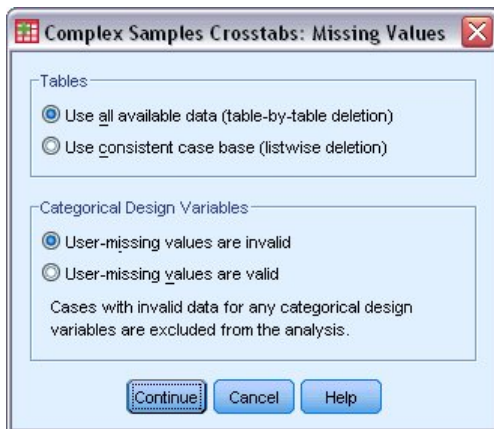 Complex Samples Crosstabs: Missing Values
Tables
Use all available data (table-by-table deletion)
Use consistent case base (listwise deletion)
Categorical Design Variables
User-missing values are invalid
User-missing values are valid
Cases with invalid data for any categorical design
variables are excluded from the analysis.
Continue
Cancel
Help